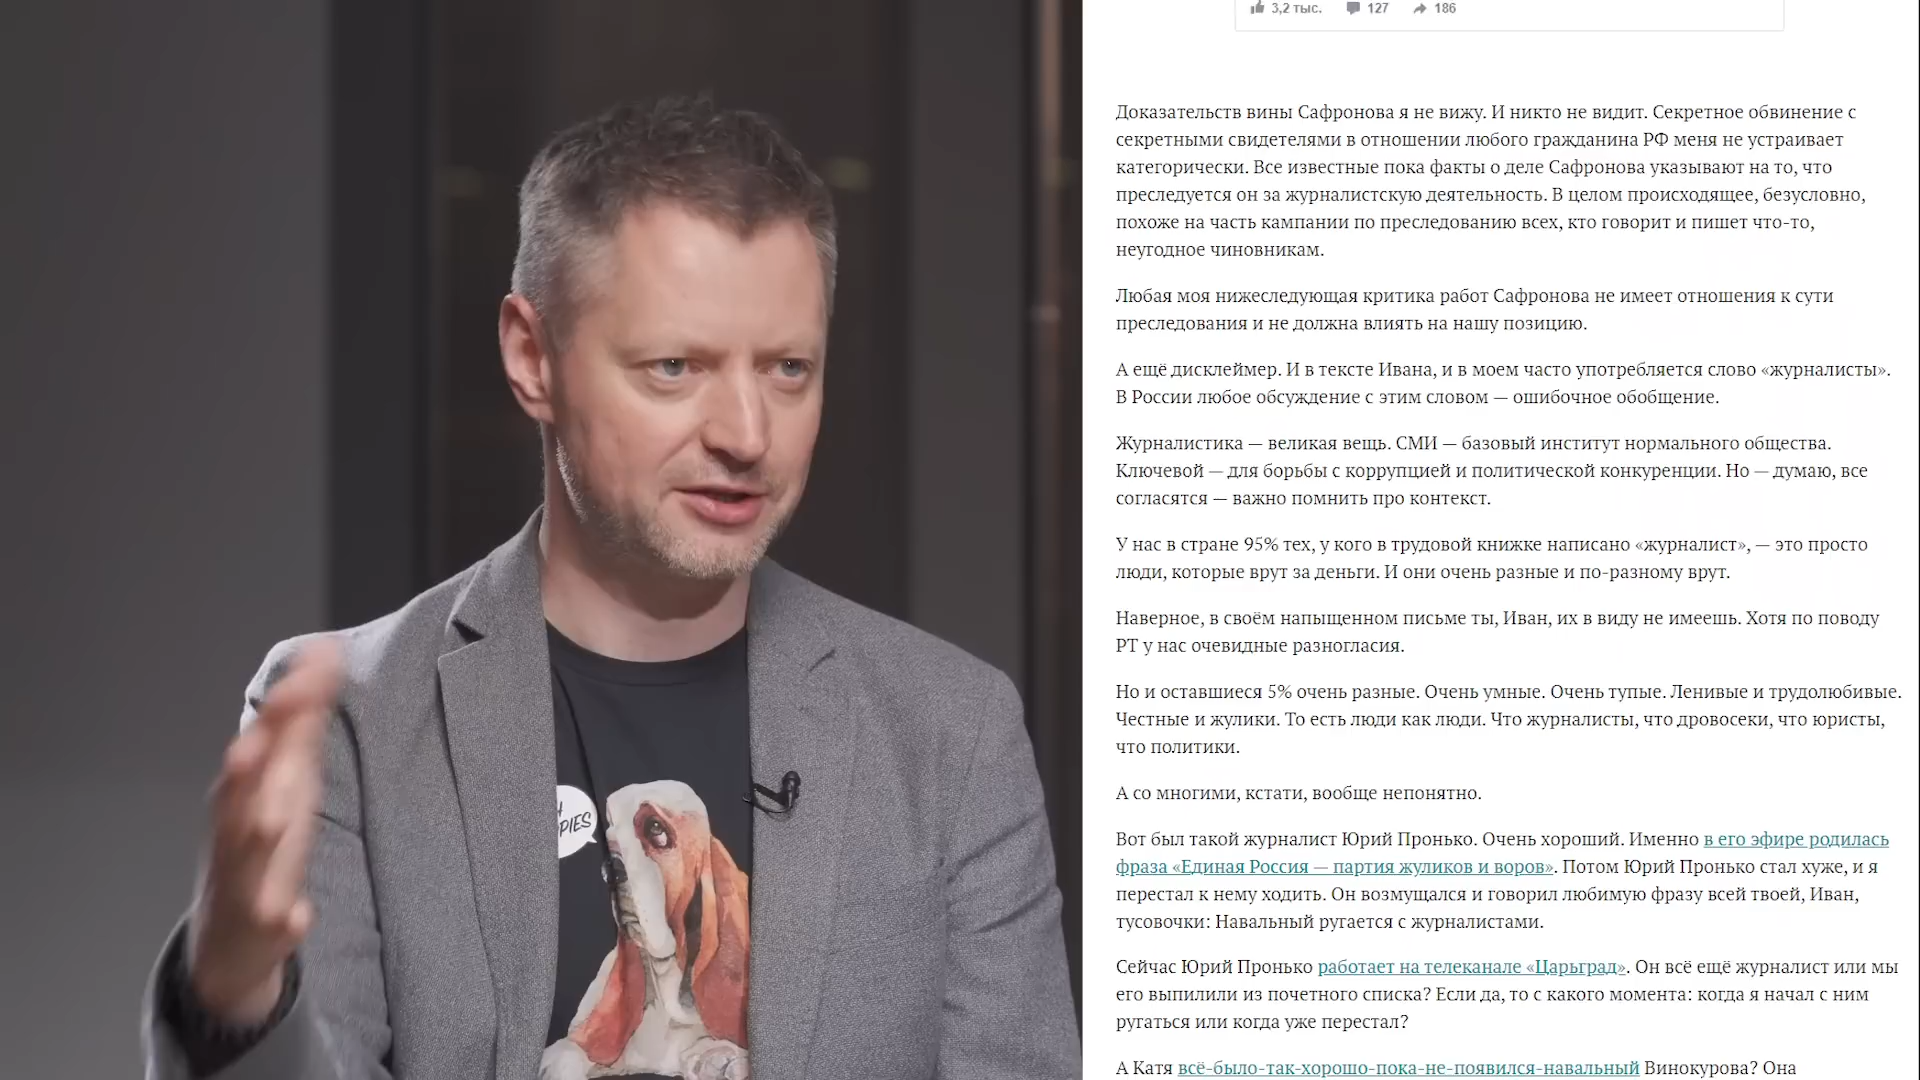 3,2 тыс. 127 186
Доказательств вины Сафронова я не вижу. И никто не видит. Секретное обвинение с
секретными свидетелями в отношении любого гражданина РФ меня не устраивает
категорически. Все известные пока факты о деле Сафронова указывают на то, что
преследуется он за журналистскую деятельность. В целом происходящее, безусловно,
похоже на часть кампании по преследованию всех, кто говорит и пишет что-то,
неугодное чиновникам.
Любая моя нижеследующая критика работ Сафронова не имеет отношения к сути
преследования и не должна влиять на нашу позицию.
А ещё дисклеймер. И в тексте Ивана, и в моем часто употребляется слово «журналисты».
В России любое обсуждение с этим словом — ошибочное обобщение.
Журналистика — великая вещь. СМИ — базовый институт нормального общества.
Ключевой — для борьбы с коррупцией и политической конкуренции. Но — думаю, все
согласятся — важно помнить про контекст.
У нас в стране 95% тех, у кого в трудовой книжке написано «журналист», — это просто
люди, которые врут за деньги. И они очень разные и по-разному врут.
Наверное, в своём напыщенном письме ты, Иван, их в виду не имеешь. Хотя по поводу
РТ у нас очевидные разногласия.
Но и оставшиеся 5% очень разные. Очень умные. Очень тупые. Ленивые и трудолюбивые.
Честные и жулики. То есть люди как люди. Что журналисты, что дровосеки, что юристы,
что политики.
А со многими, кстати, вообще непонятно.
Вот был такой журналист Юрий Пронько. Очень хороший. Именно в его эфире родилась
фраза «Единая Россия — партия жуликов и воров». Потом Юрий Пронько стал хуже, и я
перестал к нему ходить. Он возмущался и говорил любимую фразу всей твоей, Иван,
тусовочки: Навальный ругается с журналистами.
Сейчас Юрий Пронько работает на телеканале «Царьград». Он всё ещё журналист или мы
его выпилили из почетного списка? Если да, то с какого момента: когда я начал с ним
ругаться или когда уже перестал?
А Катя всё-было-так-хорошо-пока-не-появился-навальный Винокурова? Она